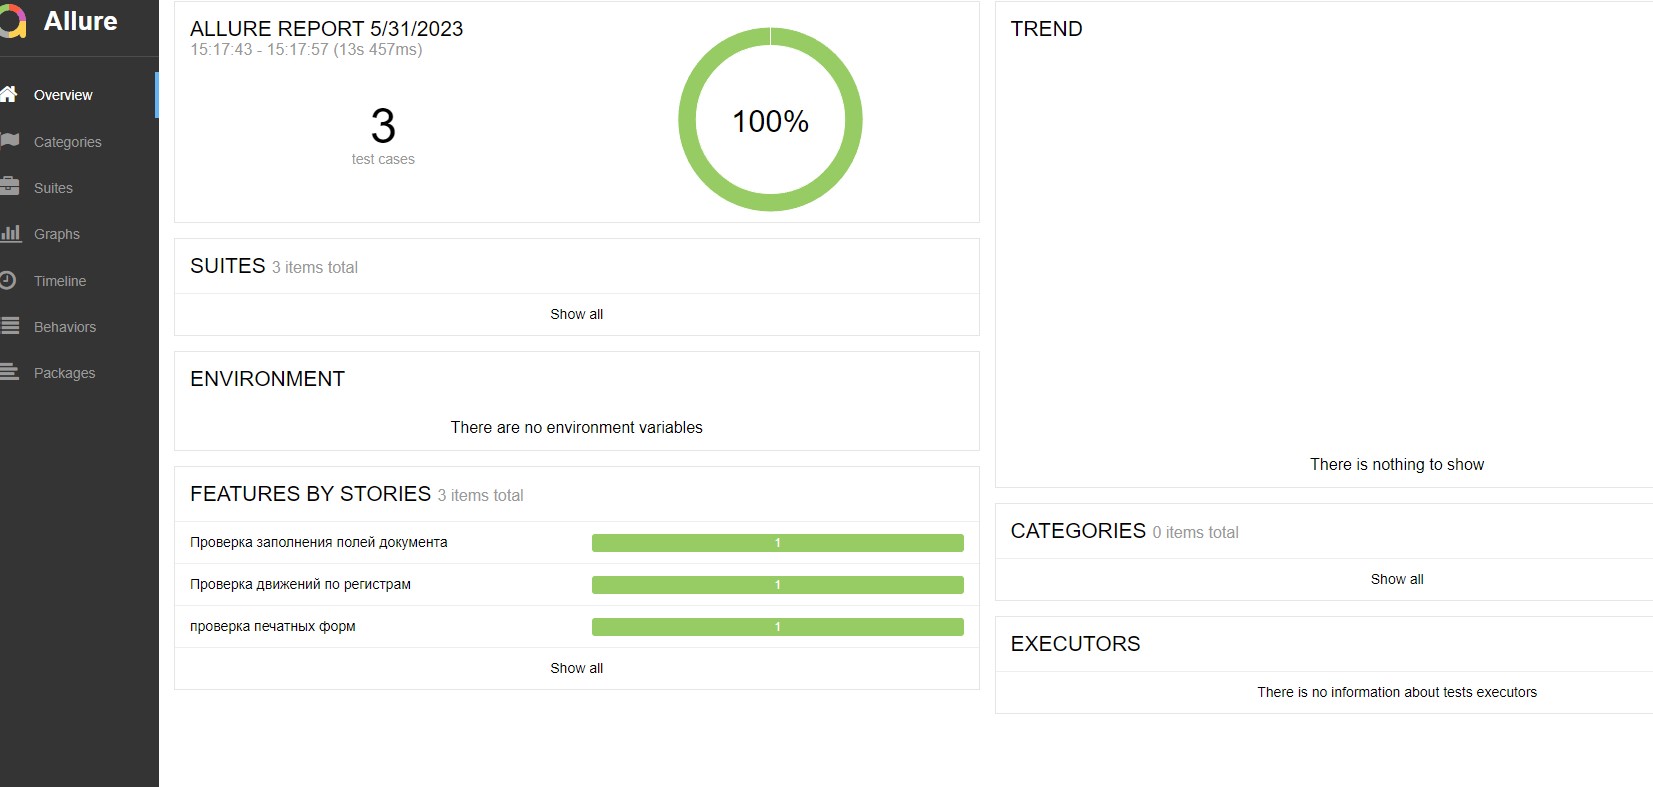 Allure
Overview
Categories
Suites
Graphs
Timeline
Behaviors
Packages
ALLURE REPORT 5/31/2023
15:17:43 - 15:17:57 (13s 457ms)
3
test cases
100%
SUITES 3 items total
Show all
ENVIRONMENT
There are no environment variables
FEATURES BY STORIES 3 items total
Проверка заполнения полей документа 1
Проверка движений по регистрам 1
проверка печатных форм 1
Show all
TREND
There is nothing to show
CATEGORIES 0 items total
Show all
EXECUTORS
There is no information about tests executors